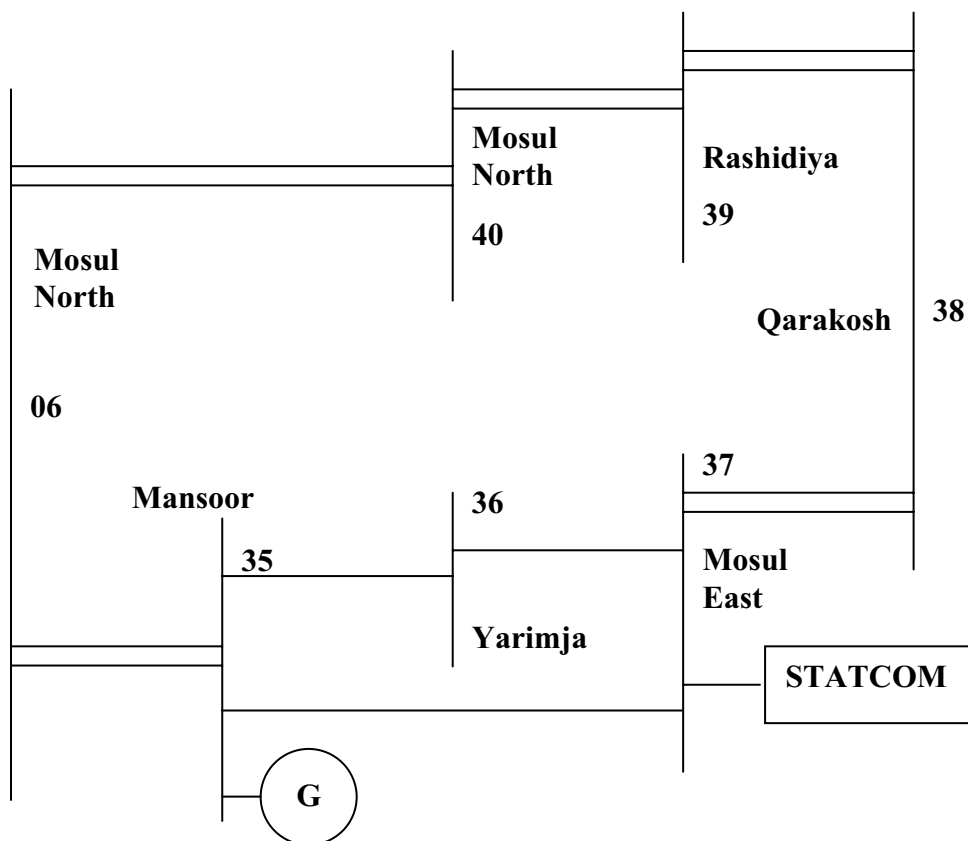 Mosul
North
40
Rashidiya
39
Mosul
North
06
Qarakosh
38
37
Mansoor
35
36
Yarimja
Mosul
East
STATCOM
G